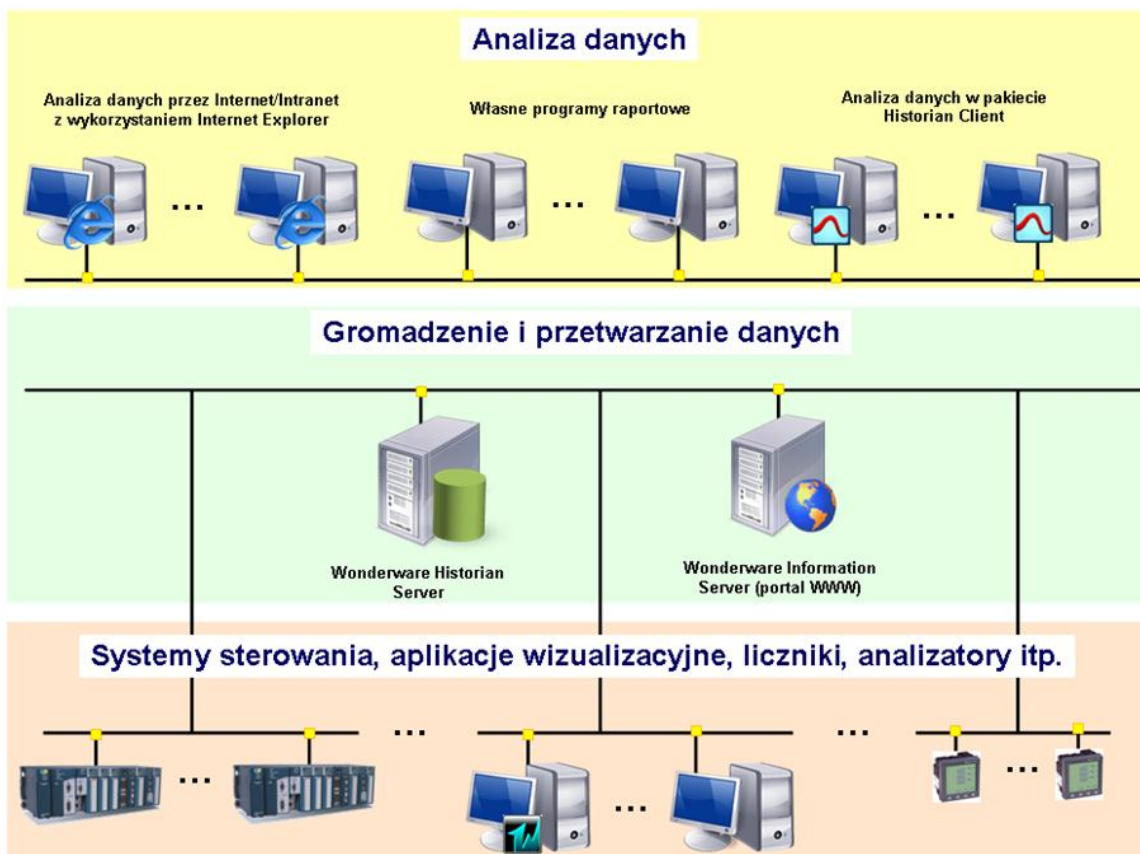 Analiza danych
Analiza danych przez Internet/Intranet
z wykorzystaniem Internet Explorer
Własne programy raportowe
Analiza danych w pakiecie
Historian Client
...
...
...
Gromadzenie i przetwarzanie danych
Wonderware Historian
Server
Wonderware Information
Server (portal WWW)
Systemy sterowania, aplikacje wizualizacyjne, liczniki, analizatory itp.
...
...
...
...
...